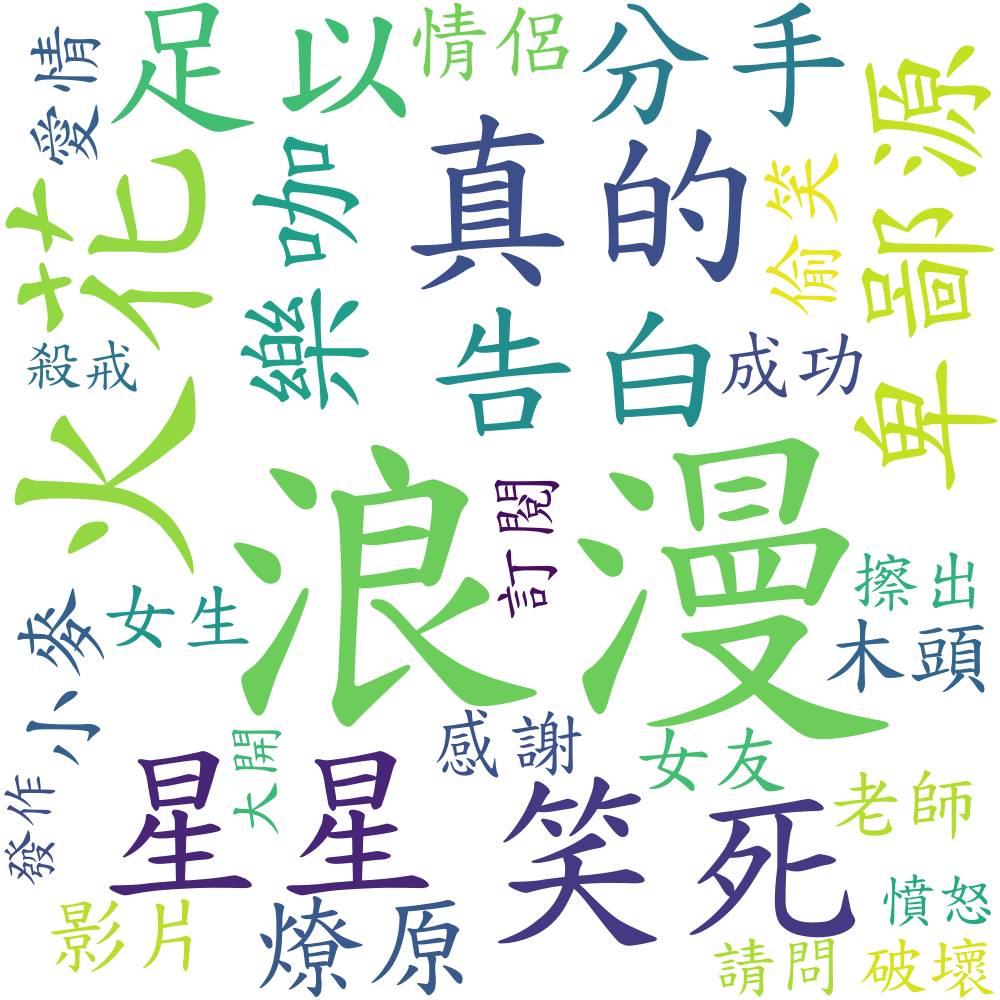 愛情
足以
情侶
分手
卑鄙源
火花
樂咖
真的
偷笑
告白
成功
殺戒
浪漫
訂閱
擦出
小麥
女生
木頭
大開
感謝
女友
發作
星星
笑死
老師
影片
燎原
憤怒
請問
破壞